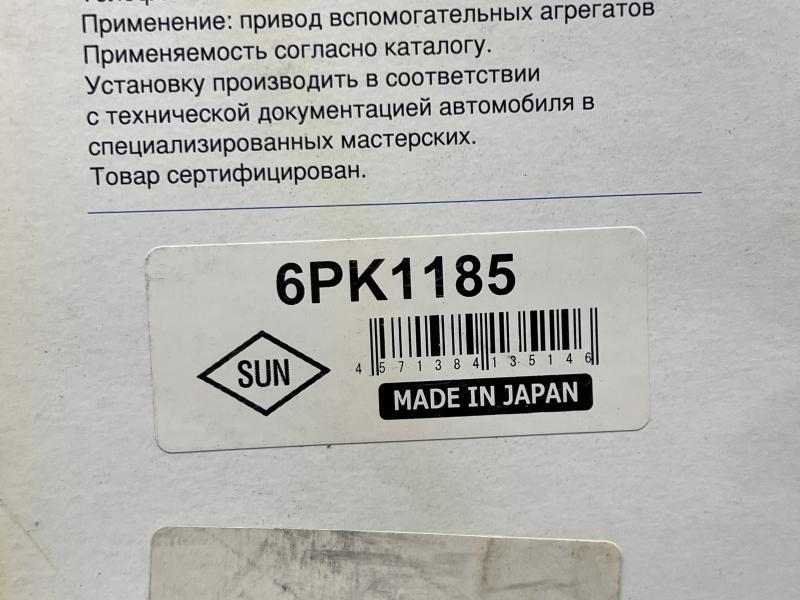 Применение: привод вспомогательных агрегатов
Применяемость согласно каталогу.
Установку производить в соответствии
с технической документацией автомобиля в
специализированных мастерских.
Товар сертифицирован.
6PK1185
SUN
4 571384 135146
MADE IN JAPAN